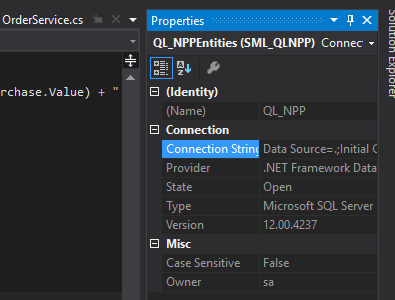 OrderService.cs
rchase.Value) + "
Properties
QL_NPPEntities (SML_QLNPP) Connec
(Identity)
(Name) QL_NPP
Connection
Connection String Data Source=.;Initial C
Provider .NET Framework Data
State Open
Type Microsoft SQL Server
Version 12.00.4237
Misc
Case Sensitive False
Owner sa
Solution Explorer